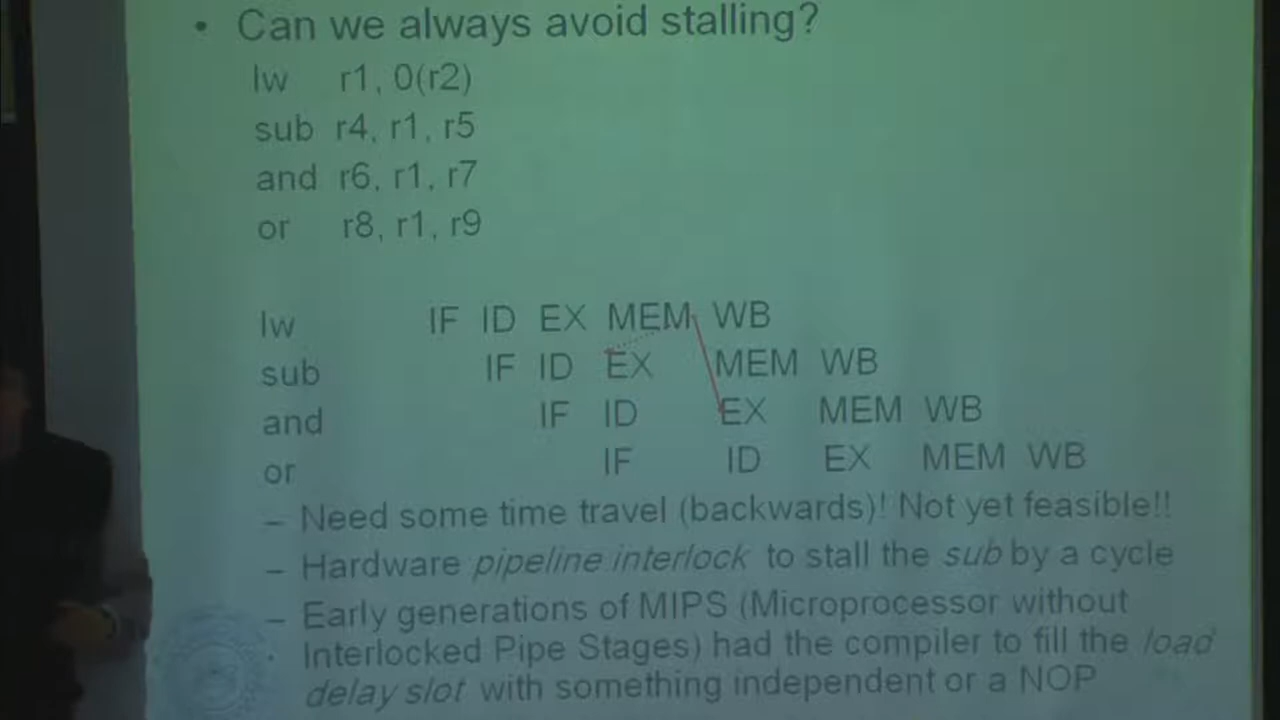 • Can we always avoid stalling?
lw r1, 0(r2)
sub r4, r1, r5
and r6, r1, r7
or r8, r1, r9
lw IF ID EX MEM WB
sub IF ID EX MEM WB
and IF ID EX MEM WB
or IF ID EX MEM WB
– Need some time travel (backwards)! Not yet feasible!!
– Hardware pipeline interlock to stall the sub by a cycle
– Early generations of MIPS (Microprocessor without
Interlocked Pipe Stages) had the compiler to fill the load
delay slot with something independent or a NOP